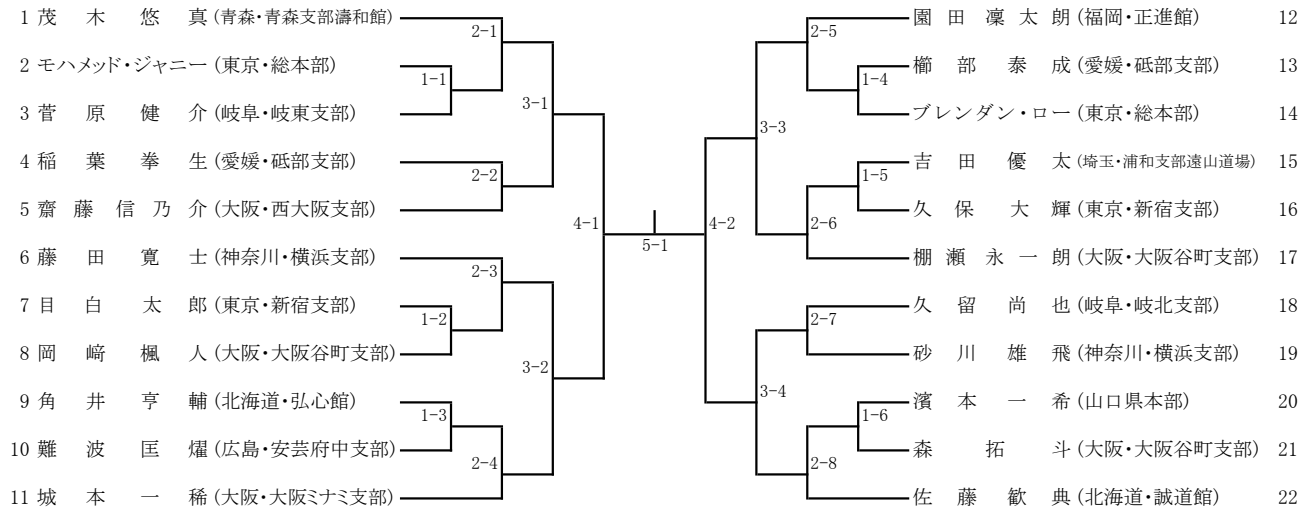 1 茂木悠真 (青森・青森支部濤和館)
2 モハメッド・ジャニー (東京・総本部)
3 菅原健介 (岐阜・岐東支部)
4 稲葉拳生 (愛媛・砥部支部)
5 齋藤信乃介 (大阪・西大阪支部)
6 藤田寛士 (神奈川・横浜支部)
7 目白太郎 (東京・新宿支部)
8 岡﨑楓人 (大阪・大阪谷町支部)
9 角井亨輔 (北海道・弘心館)
10 難波匡燿 (広島・安芸府中支部)
11 城本一稀 (大阪・大阪ミナミ支部)
2-1
1-1
3-1
2-2
4-1
2-3
1-2
3-2
1-3
2-4
5-1
4-2
2-5
1-4
3-3
1-5
2-6
2-7
3-4
1-6
2-8
園田凜太朗 (福岡・正進館) 12
櫛部泰成 (愛媛・砥部支部) 13
ブレンダン・ロー (東京・総本部) 14
吉田優太 (埼玉・浦和支部遠山道場) 15
久保大輝 (東京・新宿支部) 16
棚瀬永一朗 (大阪・大阪谷町支部) 17
久留尚也 (岐阜・岐北支部) 18
砂川雄飛 (神奈川・横浜支部) 19
濱本一希 (山口県本部) 20
森拓斗 (大阪・大阪谷町支部) 21
佐藤歓典 (北海道・誠道館) 22